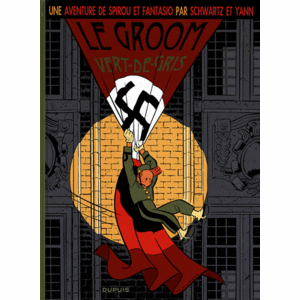 UNE AVENTURE DE SPIROU ET FANTASIO PAR SCHWARTZ ET YANN
LE GROOM
VERT-DE-GRIS
DUPUIS